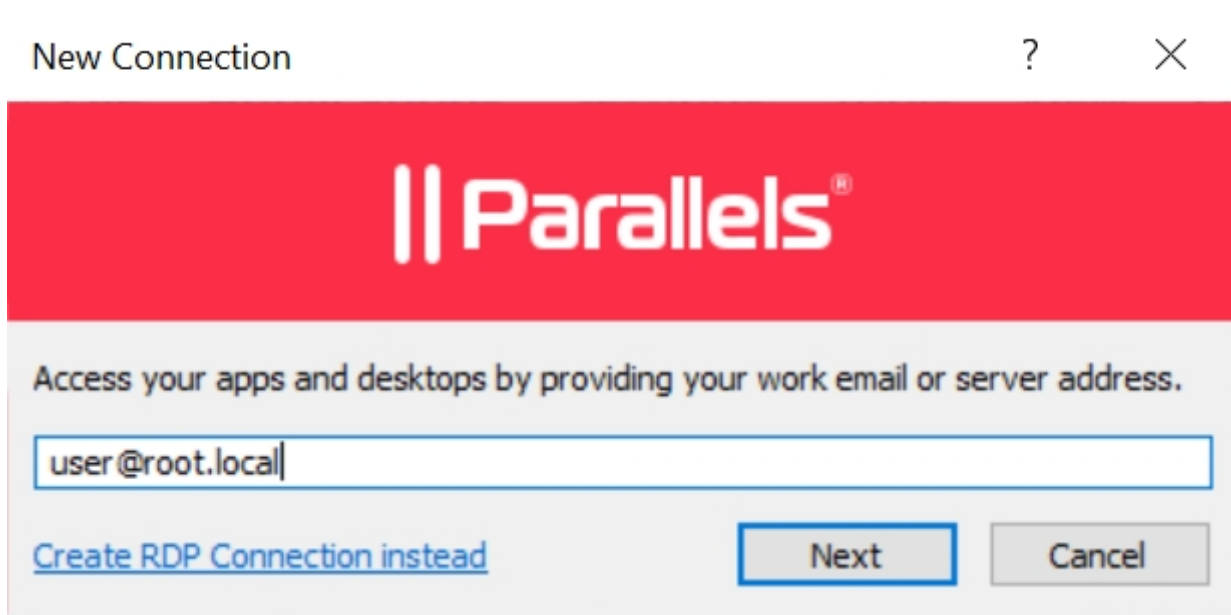 New Connection ?
Parallels®
Access your apps and desktops by providing your work email or server address.
user@root.local
Create RDP Connection instead Next Cancel